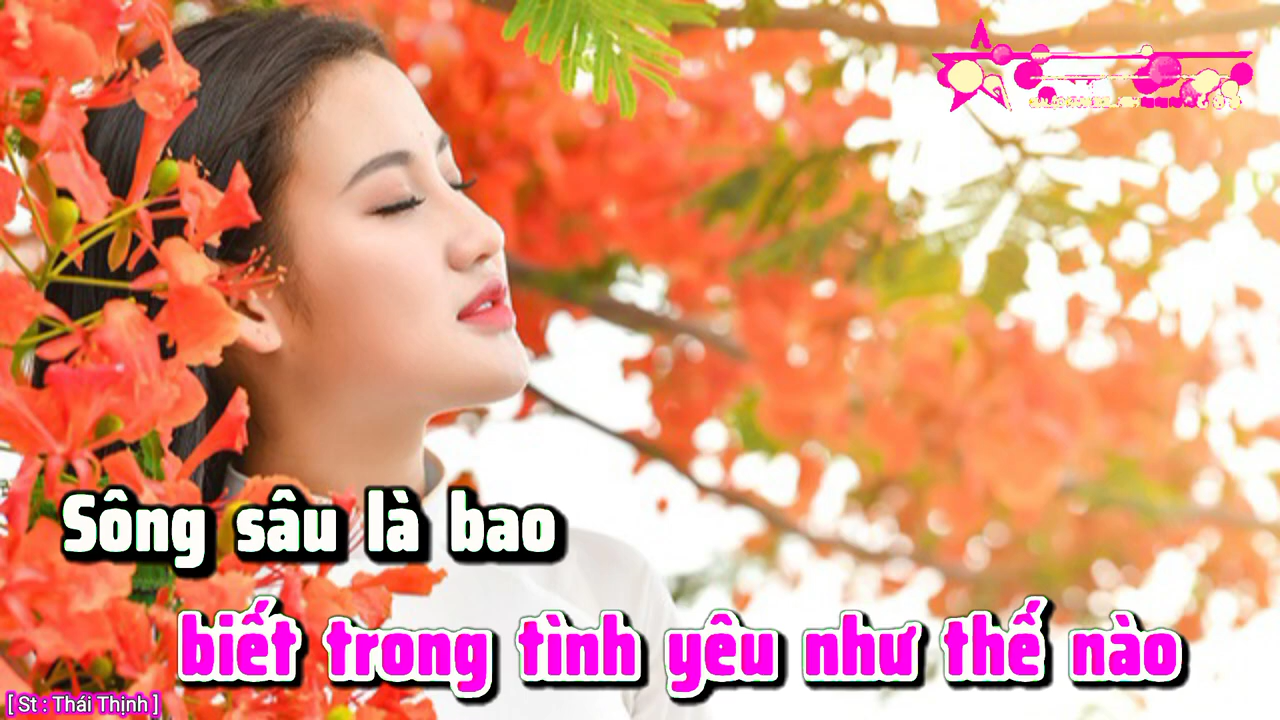 Sông sâu là bao
biết trong tình yêu như thế nào
[ St : Thái Thịnh ]